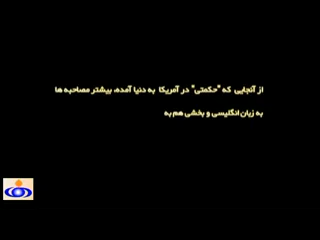 از آنجایی که "حکمتی" در آمریکا به دنیا آمده، بیشتر مصاحبه ها
به زبان انگلیسی و بخشی هم به